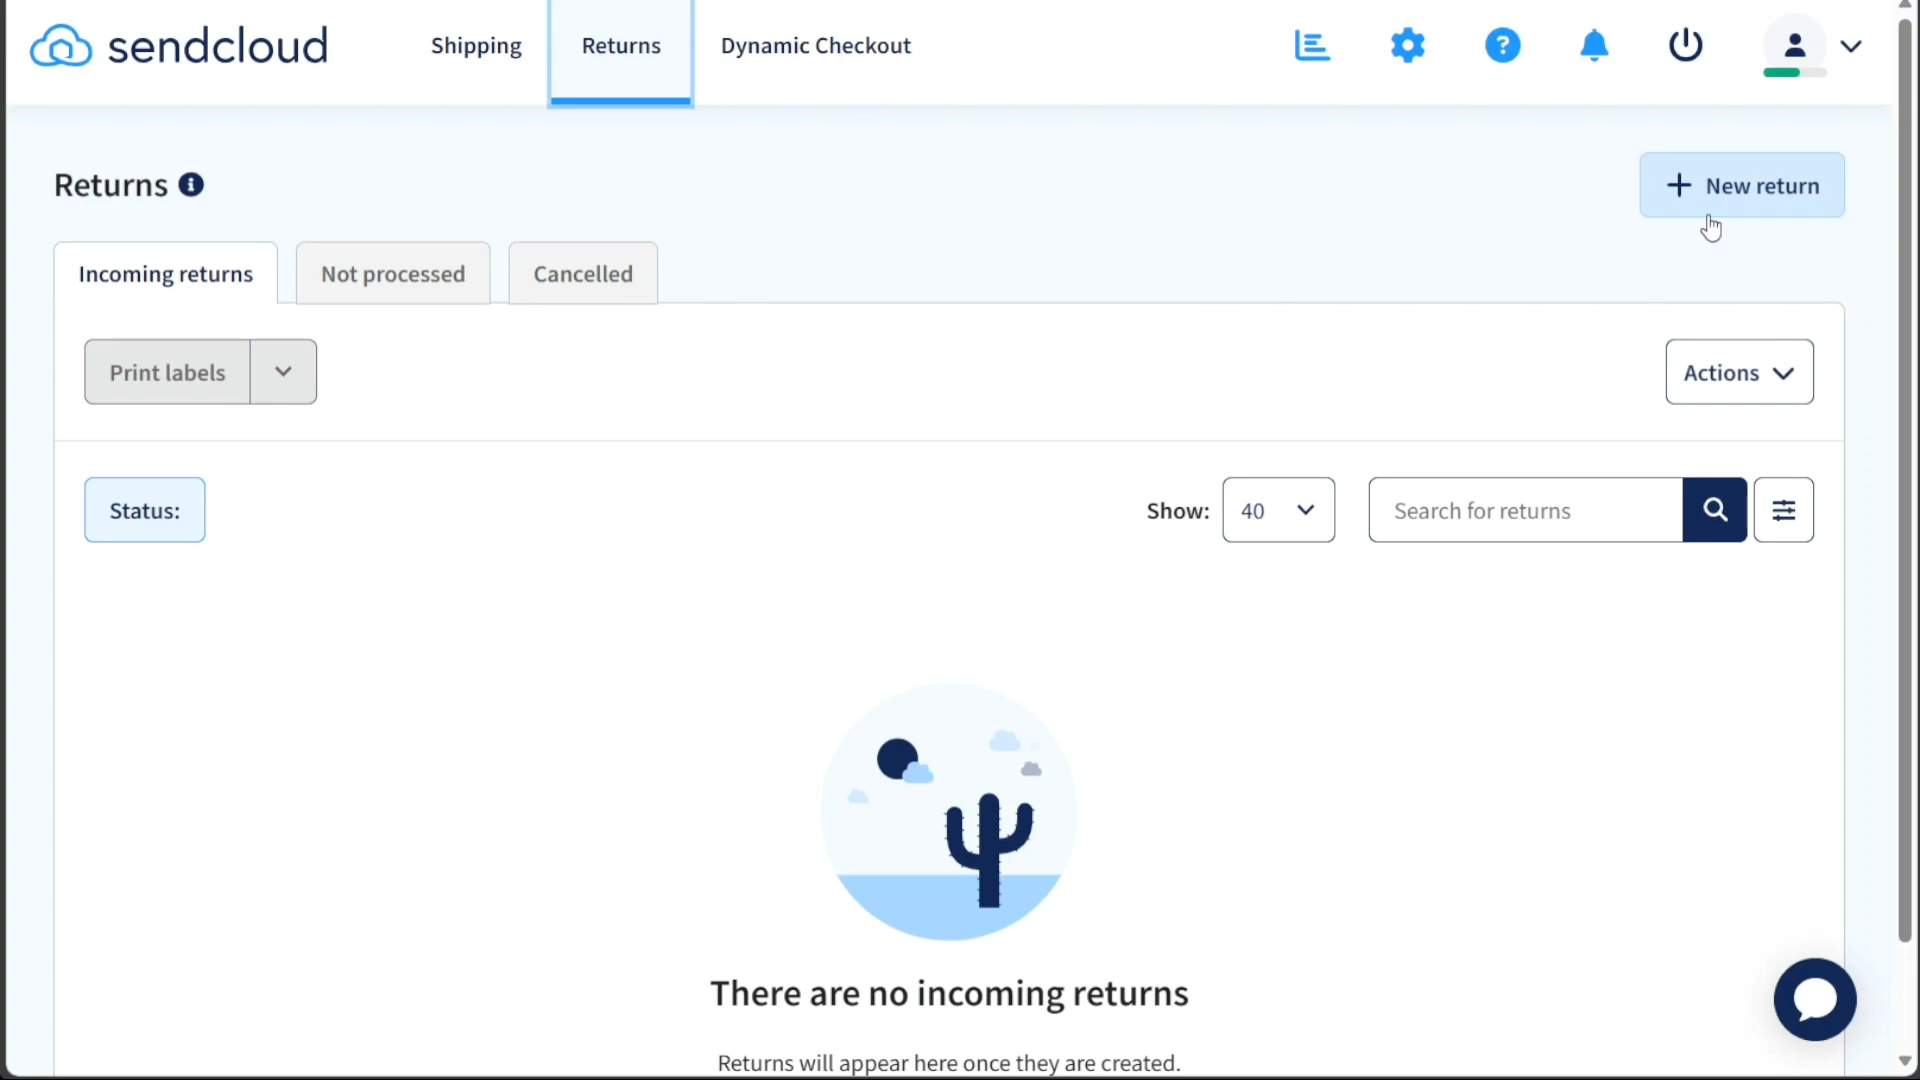 sendcloud
Shipping
Returns
Dynamic Checkout
Returns
New return
Incoming returns
Not processed
Cancelled
Print labels
Actions
Status:
Show:
40
Search for returns
There are no incoming returns
Returns will appear here once they are created.